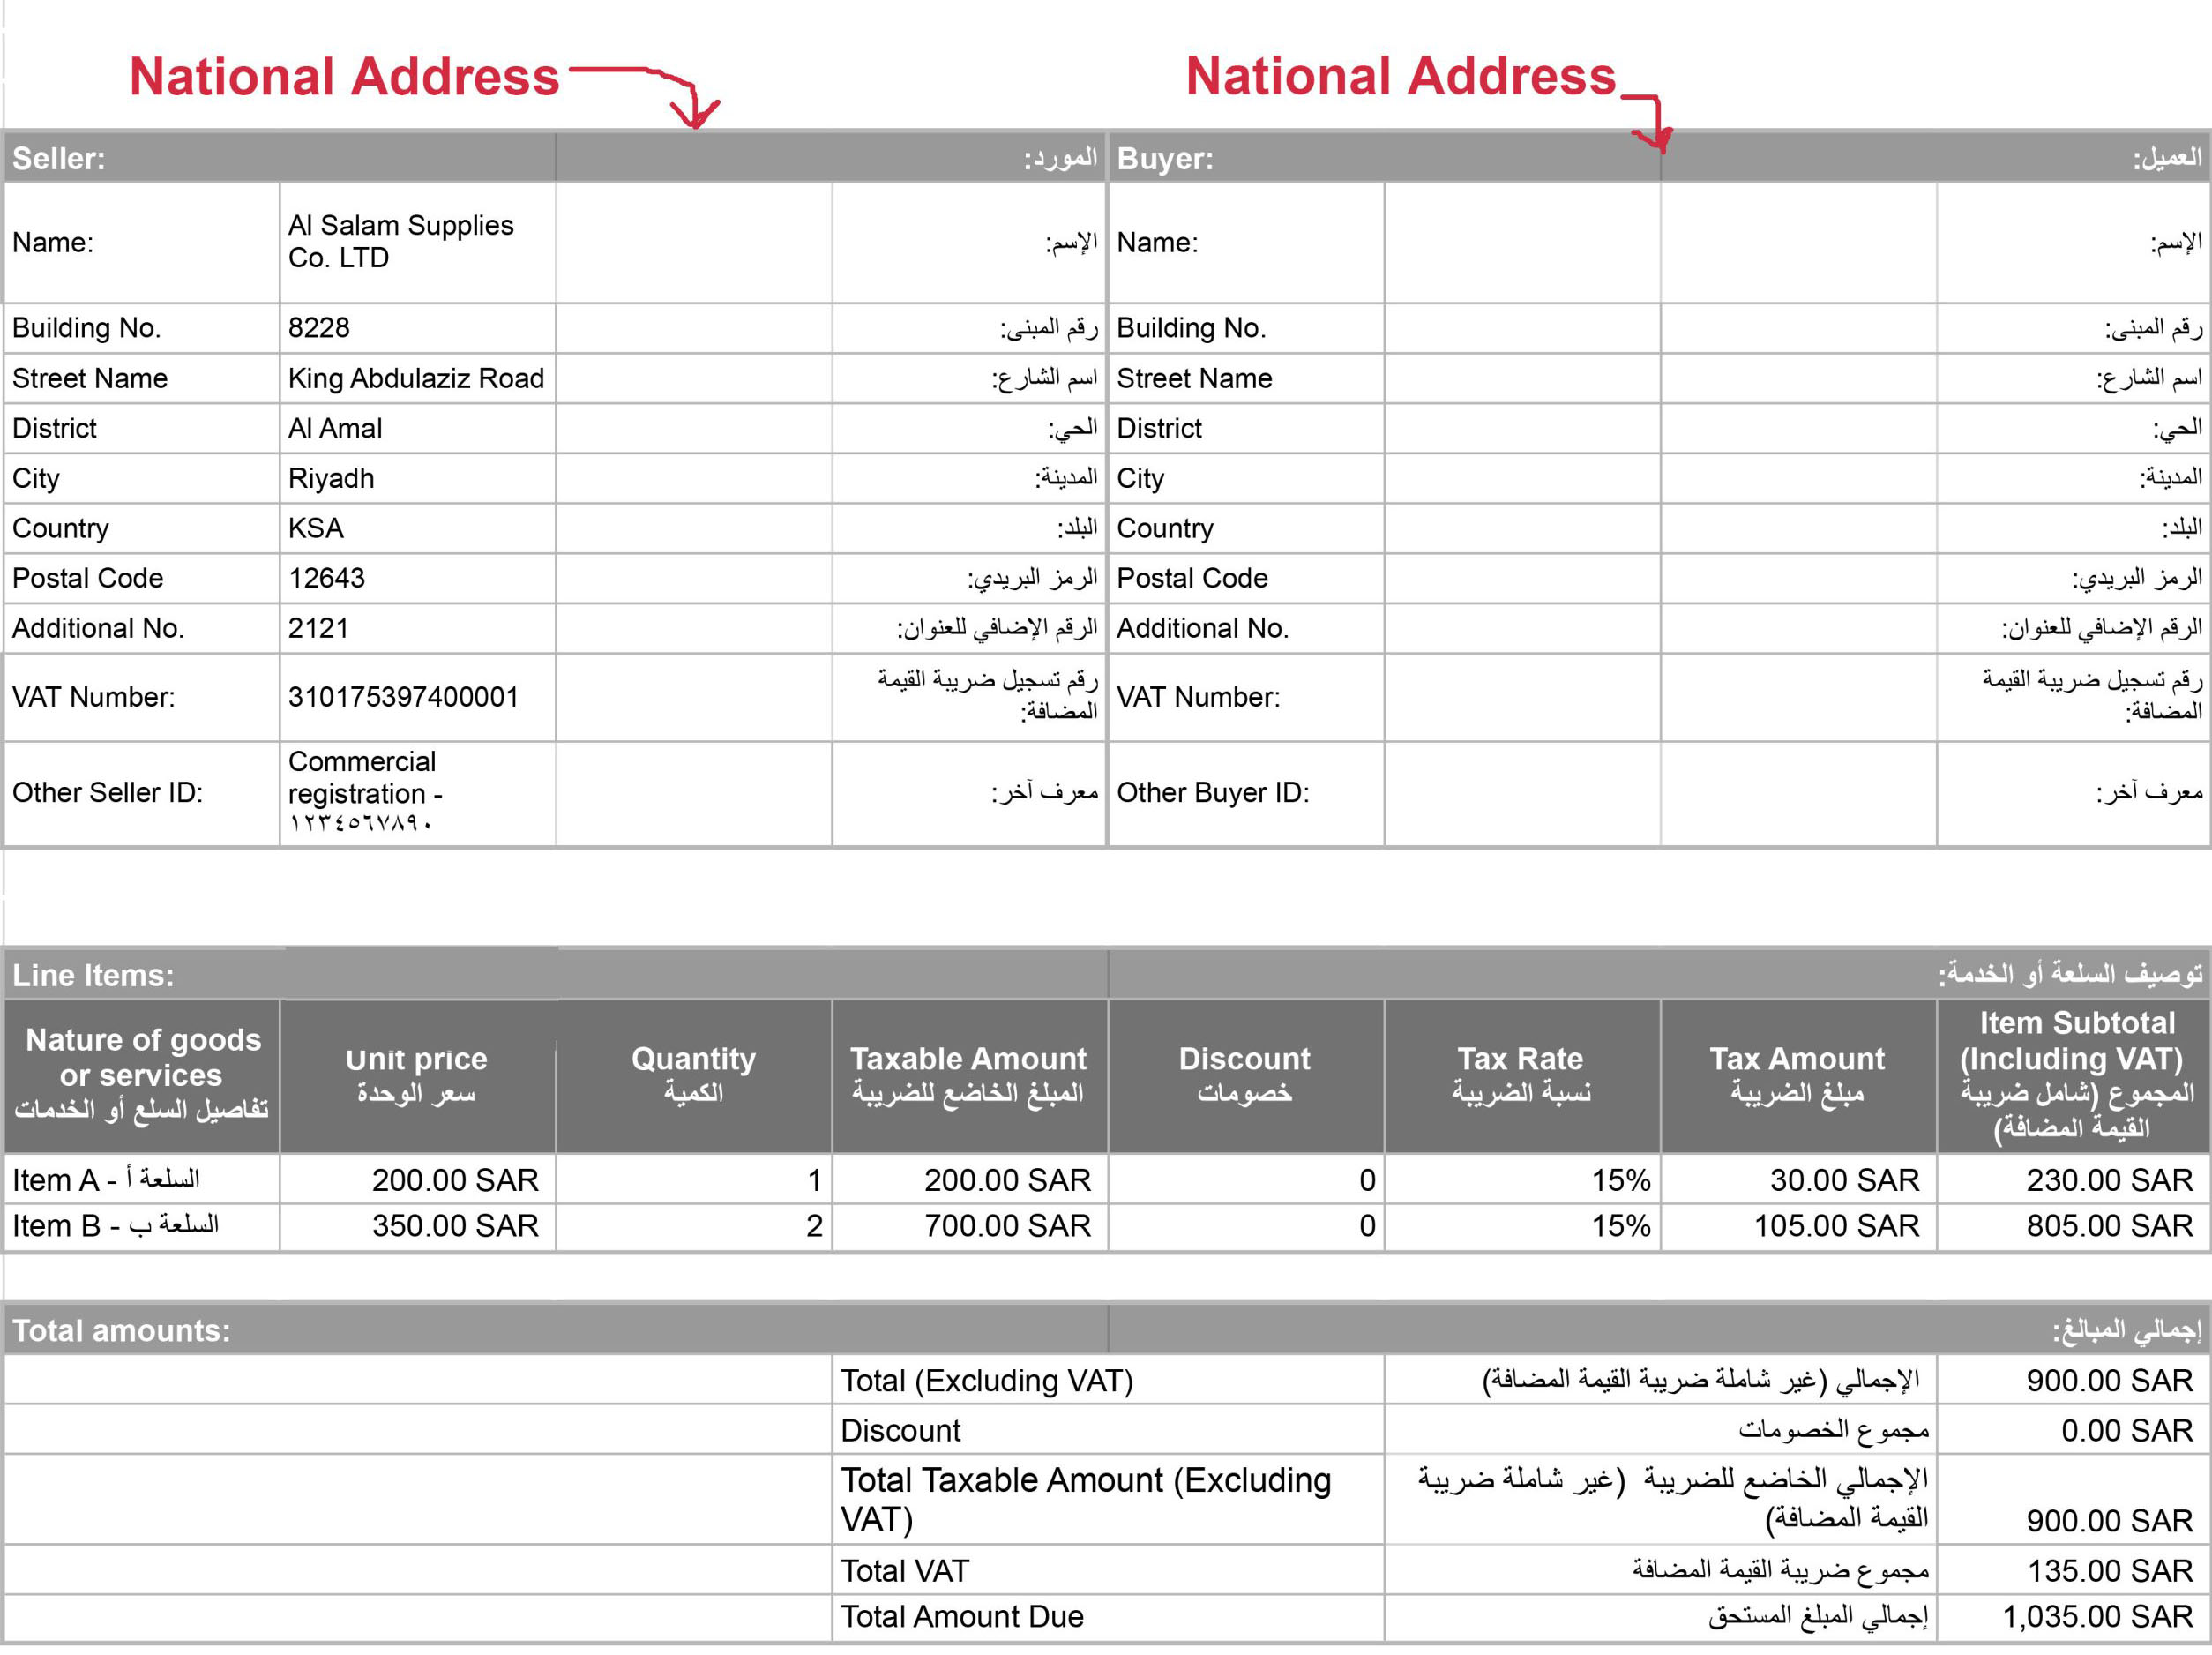 National Address
National Address
Seller: المورد:
Buyer: العميل:
Name: Al Salam Supplies Co. LTD الإسم:
Name: الإسم:
Building No. 8228 رقم المبنى:
Building No. رقم المبنى:
Street Name King Abdulaziz Road اسم الشارع:
Street Name اسم الشارع:
District Al Amal الحي:
District الحي:
City Riyadh المدينة:
City المدينة:
Country KSA البلد:
Country البلد:
Postal Code 12643 الرمز البريدي:
Postal Code الرمز البريدي:
Additional No. 2121 الرقم الإضافي للعنوان:
Additional No. الرقم الإضافي للعنوان:
VAT Number: 310175397400001 رقم تسجيل ضريبة القيمة المضافة:
VAT Number: رقم تسجيل ضريبة القيمة المضافة:
Other Seller ID: Commercial registration - ١٢٣٤٥٦٧٨٩٠ معرف آخر:
Other Buyer ID: معرف آخر:
Line Items: توصيف السلعة أو الخدمة:
Nature of goods or services تفاصيل السلع أو الخدمات
Unit price سعر الوحدة
Quantity الكمية
Taxable Amount المبلغ الخاضع للضريبة
Discount خصومات
Tax Rate نسبة الضريبة
Tax Amount مبلغ الضريبة
Item Subtotal (Including VAT) المجموع (شامل ضريبة القيمة المضافة)
Item A - السلعة أ 200.00 SAR 1 200.00 SAR 0 15% 30.00 SAR 230.00 SAR
Item B - السلعة ب 350.00 SAR 2 700.00 SAR 0 15% 105.00 SAR 805.00 SAR
Total amounts: إجمالي المبالغ:
Total (Excluding VAT) الإجمالي (غير شاملة ضريبة القيمة المضافة) 900.00 SAR
Discount مجموع الخصومات 0.00 SAR
Total Taxable Amount (Excluding VAT) الإجمالي الخاضع للضريبة (غير شاملة ضريبة القيمة المضافة) 900.00 SAR
Total VAT مجموع ضريبة القيمة المضافة 135.00 SAR
Total Amount Due إجمالي المبلغ المستحق 1,035.00 SAR